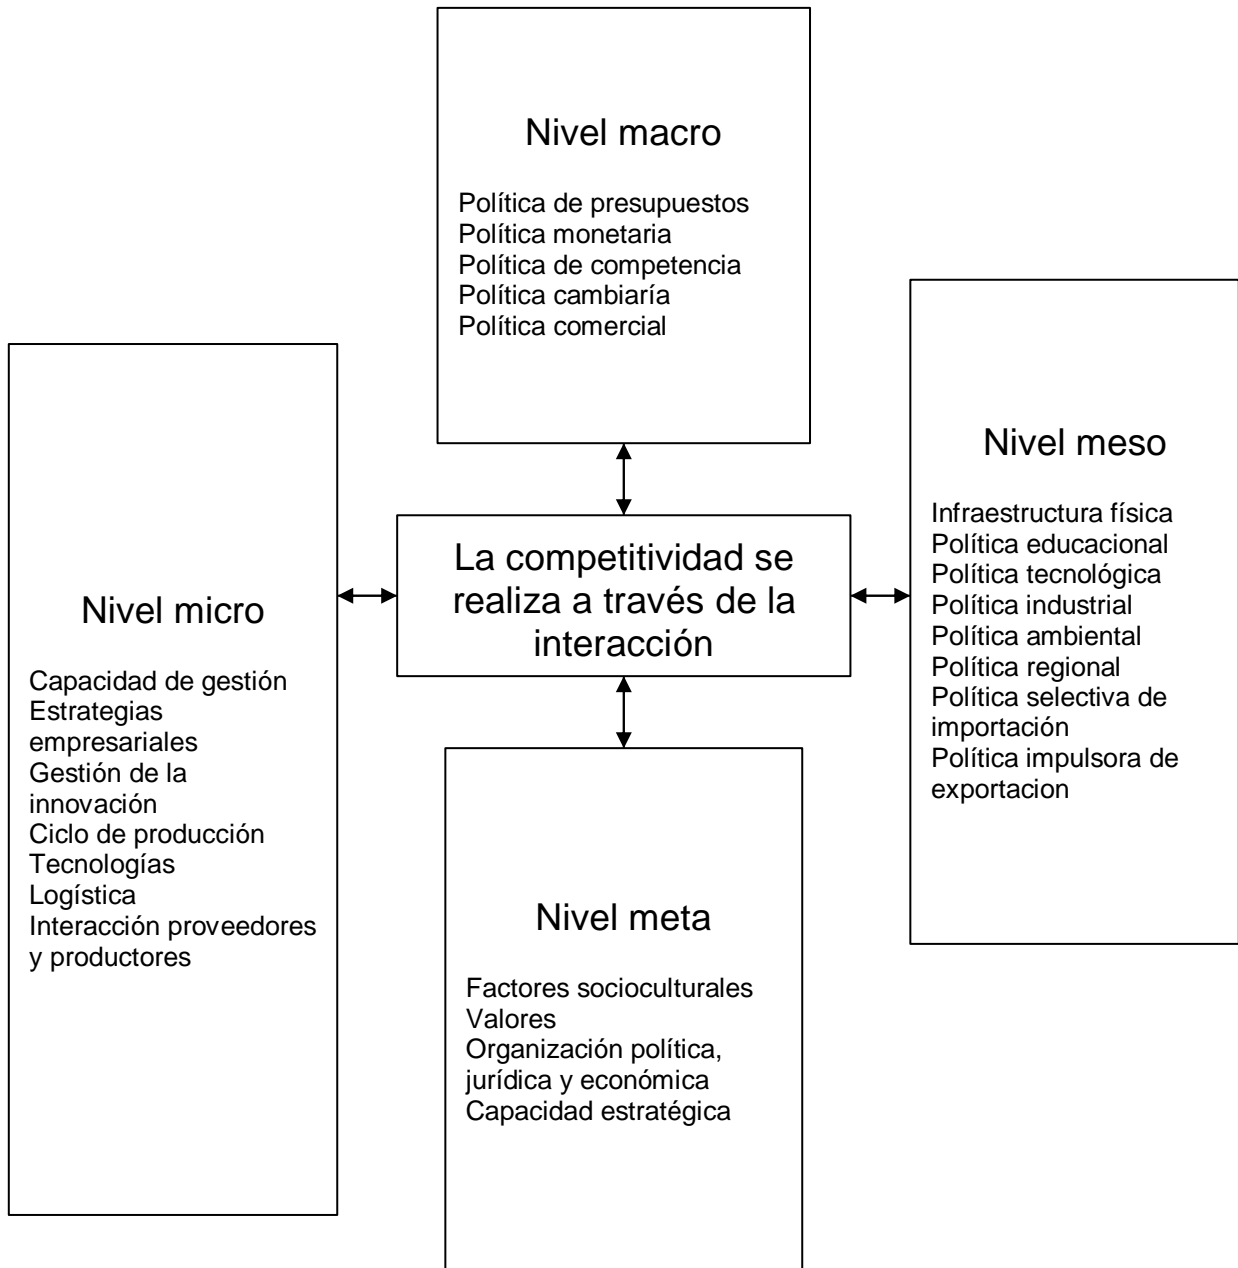 Nivel macro
Política de presupuestos
Política monetaria
Política de competencia
Política cambiaría
Política comercial
Nivel meso
Infraestructura física
Política educacional
Política tecnológica
Política industrial
Política ambiental
Política regional
Política selectiva de
importación
Política impulsora de
exportacion
La competitividad se
realiza a través de la
interacción
Nivel micro
Capacidad de gestión
Estrategias
empresariales
Gestión de la
innovación
Ciclo de producción
Tecnologías
Logística
Interacción proveedores
y productores
Nivel meta
Factores socioculturales
Valores
Organización política,
jurídica y económica
Capacidad estratégica